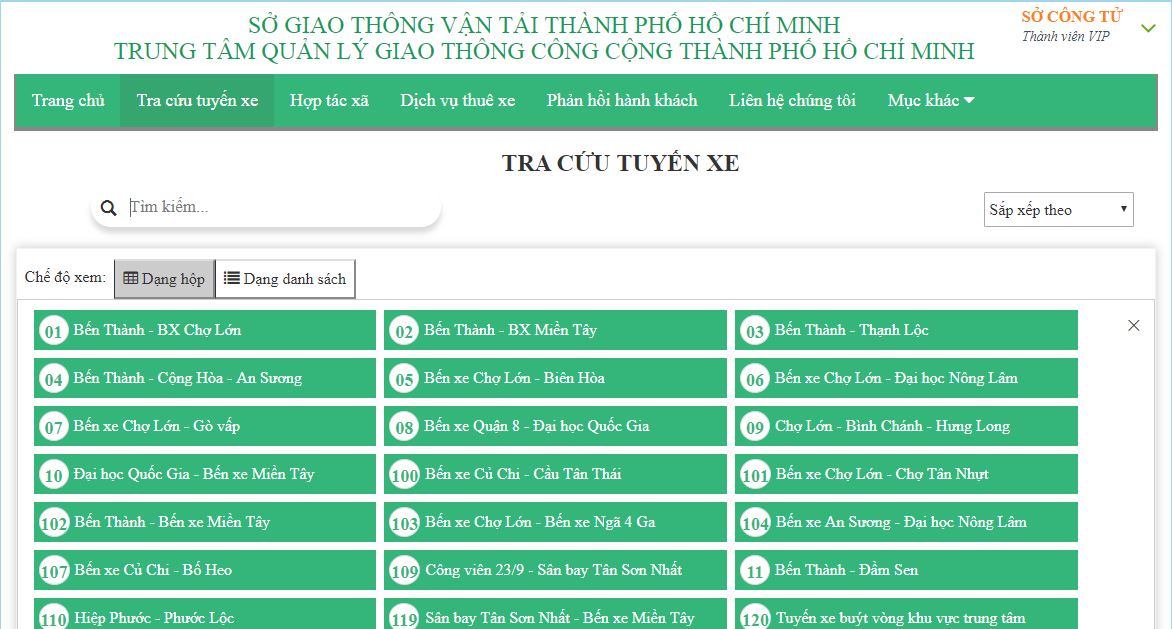 SỞ GIAO THÔNG VẬN TẢI THÀNH PHỐ HỒ CHÍ MINH
TRUNG TÂM QUẢN LÝ GIAO THÔNG CÔNG CỘNG THÀNH PHỐ HỒ CHÍ MINH
SỞ CÔNG TỬ
Thành viên VIP
Trang chủ Tra cứu tuyến xe Hợp tác xã Dịch vụ thuê xe Phản hồi hành khách Liên hệ chúng tôi Mục khác
TRA CỨU TUYẾN XE
Tìm kiếm... Sắp xếp theo
Chế độ xem: Dạng hộp Dạng danh sách
01 Bến Thành - BX Chợ Lớn 02 Bến Thành - BX Miền Tây 03 Bến Thành - Thạnh Lộc
04 Bến Thành - Cộng Hòa - An Sương 05 Bến xe Chợ Lớn - Biên Hòa 06 Bến xe Chợ Lớn - Đại học Nông Lâm
07 Bến xe Chợ Lớn - Gò vấp 08 Bến xe Quận 8 - Đại học Quốc Gia 09 Chợ Lớn - Bình Chánh - Hưng Long
10 Đại học Quốc Gia - Bến xe Miền Tây 100 Bến xe Củ Chi - Cầu Tân Thái 101 Bến xe Chợ Lớn - Chợ Tân Nhựt
102 Bến Thành - Bến xe Miền Tây 103 Bến xe Chợ Lớn - Bến xe Ngã 4 Ga 104 Bến xe An Sương - Đại học Nông Lâm
107 Bến xe Củ Chi - Bố Heo 109 Công viên 23/9 - Sân bay Tân Sơn Nhất 11 Bến Thành - Đầm Sen
110 Hiệp Phước - Phước Lộc 119 Sân bay Tân Sơn Nhất - Bến xe Miền Tây 120 Tuyến xe buýt vòng khu vực trung tâm